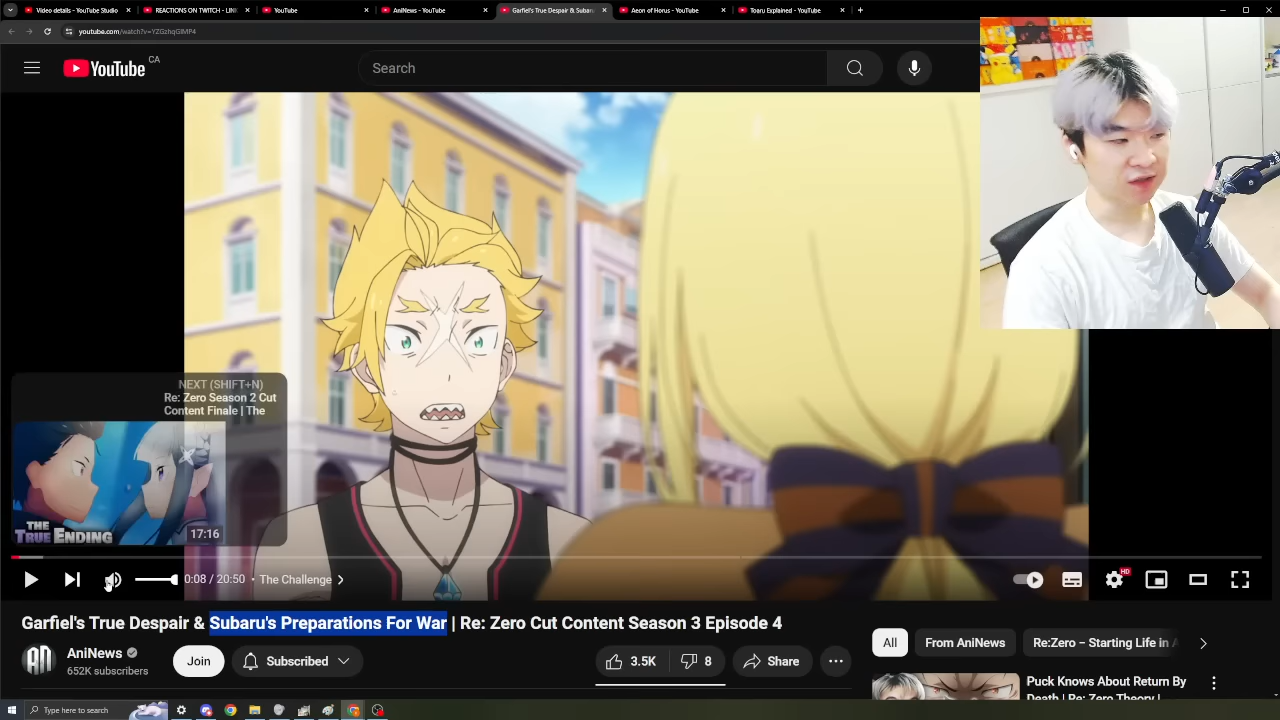 Video details - YouTube Studio
REACTIONS ON TWITCH - LINK
YouTube
AniNews - YouTube
Garfiel's True Despair & Subaru
Aeon of Horus - YouTube
Toaru Explained - YouTube
youtube.com/watch?v=YZGzhqGlMP4
YouTube CA
Search
NEXT (SHIFT+N)
Re: Zero Season 2 Cut
Content Finale | The
THE
TRUE ENDING
17:16
0:08 / 20:50 • The Challenge
HD
Garfiel's True Despair & Subaru's Preparations For War | Re: Zero Cut Content Season 3 Episode 4
AniNews
652K subscribers
Join
Subscribed
3.5K
8
Share
All
From AniNews
Re:Zero − Starting Life in A
Puck Knows About Return By
Death | Re: Zero Theory |
Type here to search